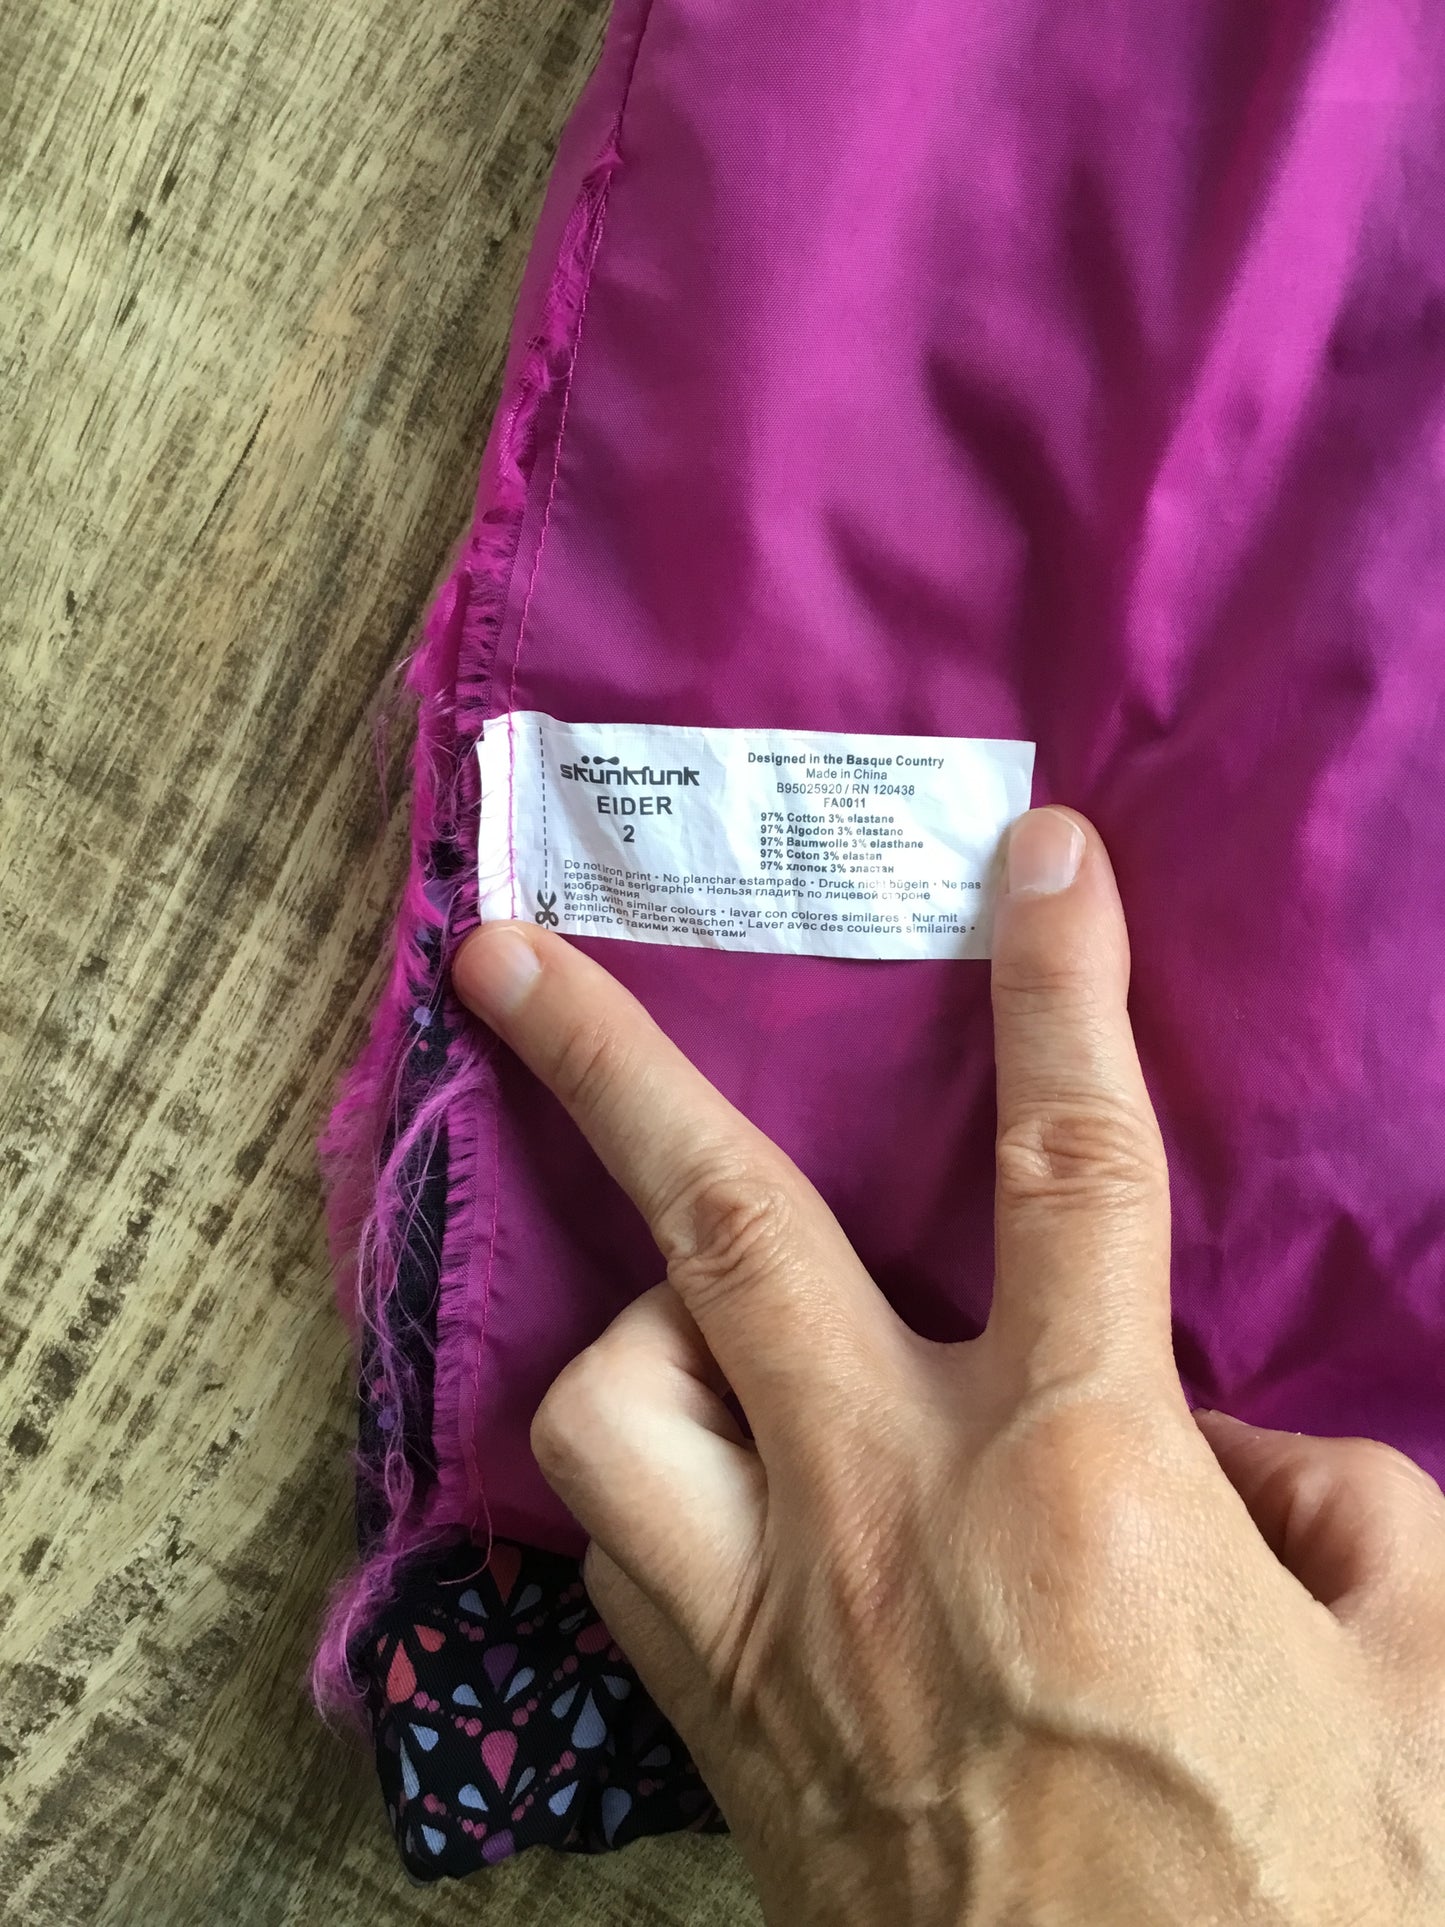 skünkfunk
EIDER
2
Designed in the Basque Country
Made in China
B95025920 / RN 120438
FA0011
97% Cotton 3% elastane
97% Algodon 3% elastano
97% Baumwolle 3% elasthane
97% Coton 3% elastan
97% хлопок 3% эластан
Do not iron print • No planchar estampado • Druck nicht bügeln • Ne pas
repasser la serigraphie • Нельзя гладить по лицевой стороне
изображения
Wash with similar colours • lavar con colores similares • Nur mit
aehnlichen Farben waschen • Laver avec des couleurs similaires •
стирать с такими же цветами